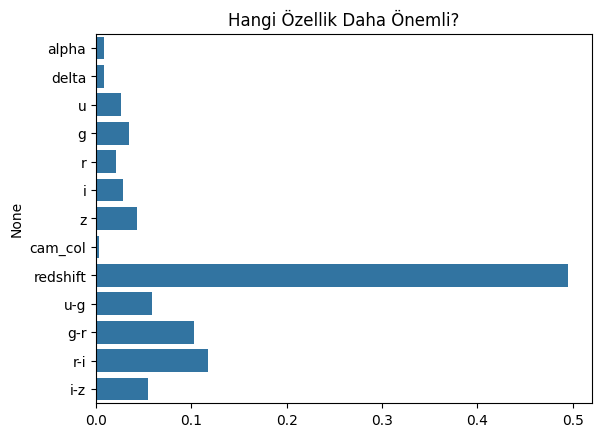 Hangi Özellik Daha Önemli?
alpha
delta
u
g
r
i
z
cam_col
redshift
u-g
g-r
r-i
i-z
None
0.0 0.1 0.2 0.3 0.4 0.5